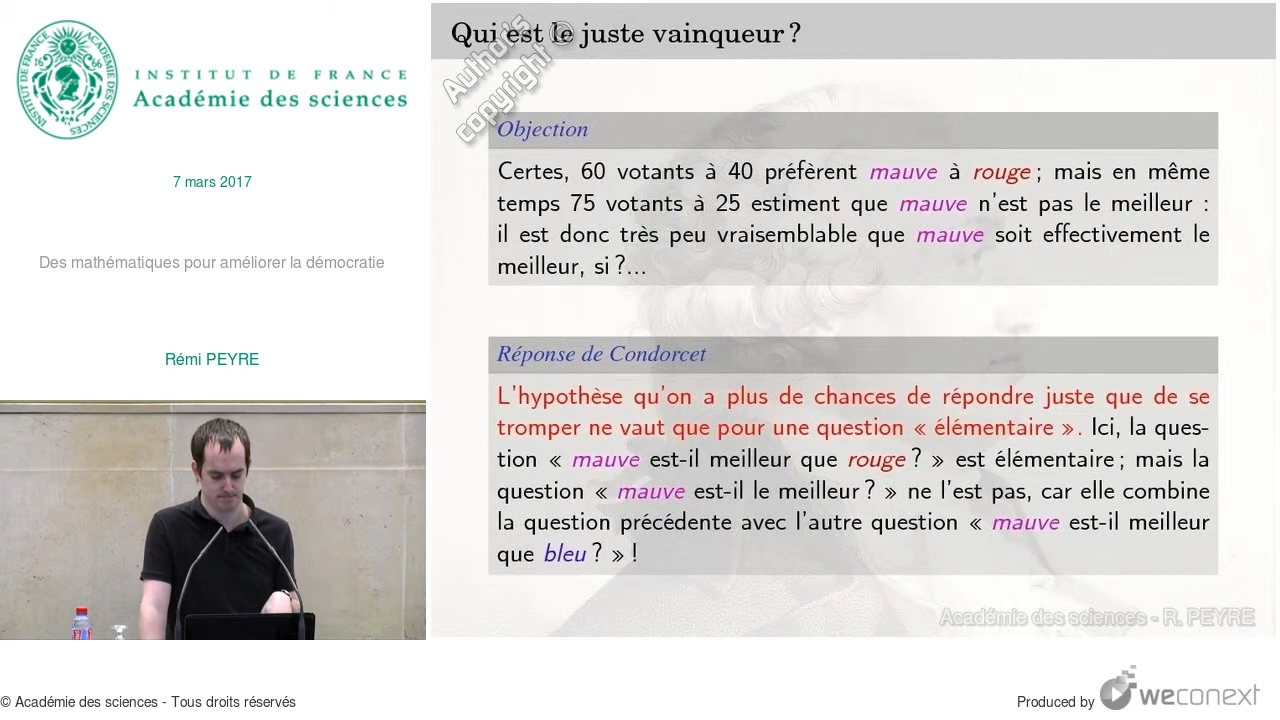 INSTITUT DE FRANCE
Académie des sciences
7 mars 2017
Des mathématiques pour améliorer la démocratie
Rémi PEYRE
Qui est le juste vainqueur ?
Author's
copyright ©
Objection
Certes, 60 votants à 40 préfèrent mauve à rouge ; mais en même
temps 75 votants à 25 estiment que mauve n'est pas le meilleur :
il est donc très peu vraisemblable que mauve soit effectivement le
meilleur, si ?...
Réponse de Condorcet
L'hypothèse qu'on a plus de chances de répondre juste que de se
tromper ne vaut que pour une question « élémentaire ». Ici, la ques-
tion « mauve est-il meilleur que rouge ? » est élémentaire ; mais la
question « mauve est-il le meilleur ? » ne l'est pas, car elle combine
la question précédente avec l'autre question « mauve est-il meilleur
que bleu ? » !
Académie des sciences - R. PEYRE
© Académie des sciences - Tous droits réservés
Produced by weconext